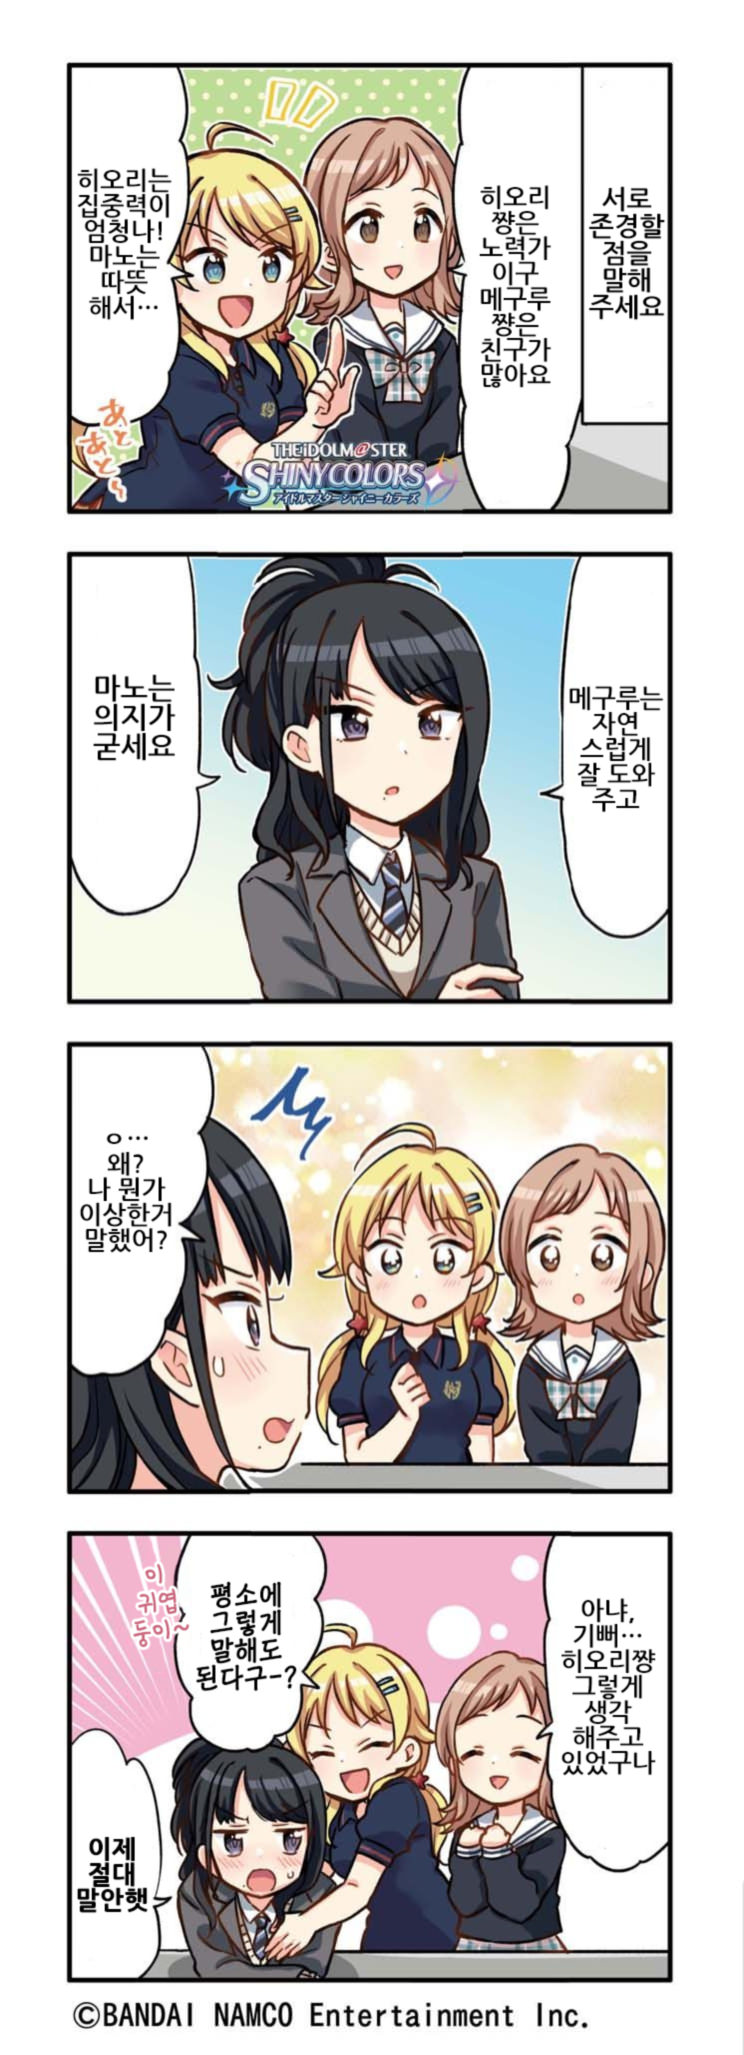 서로
존경할
점을
말해
주세요
히오리
쨩은
노력가
이구
메구루
쨩은
친구가
많아요
히오리는
집중력이
엄청나!
마노는
따뜻
해서…
あと
あと～
THE iDOLM@STER
SHINYCOLORS
アイドルマスターシャイニーカラーズ
메구루는
자연
스럽게
잘 도와
주고
마노는
의지가
굳세요
ㅇ…
왜?
나 뭔가
이상한거
말했어?
아냐,
기뻐…
히오리쨩
그렇게
생각
해주고
있었구나
평소에
그렇게
말해도
된다구-?
이
귀엽
둥이~
이제
절대
말안햇
©BANDAI NAMCO Entertainment Inc.